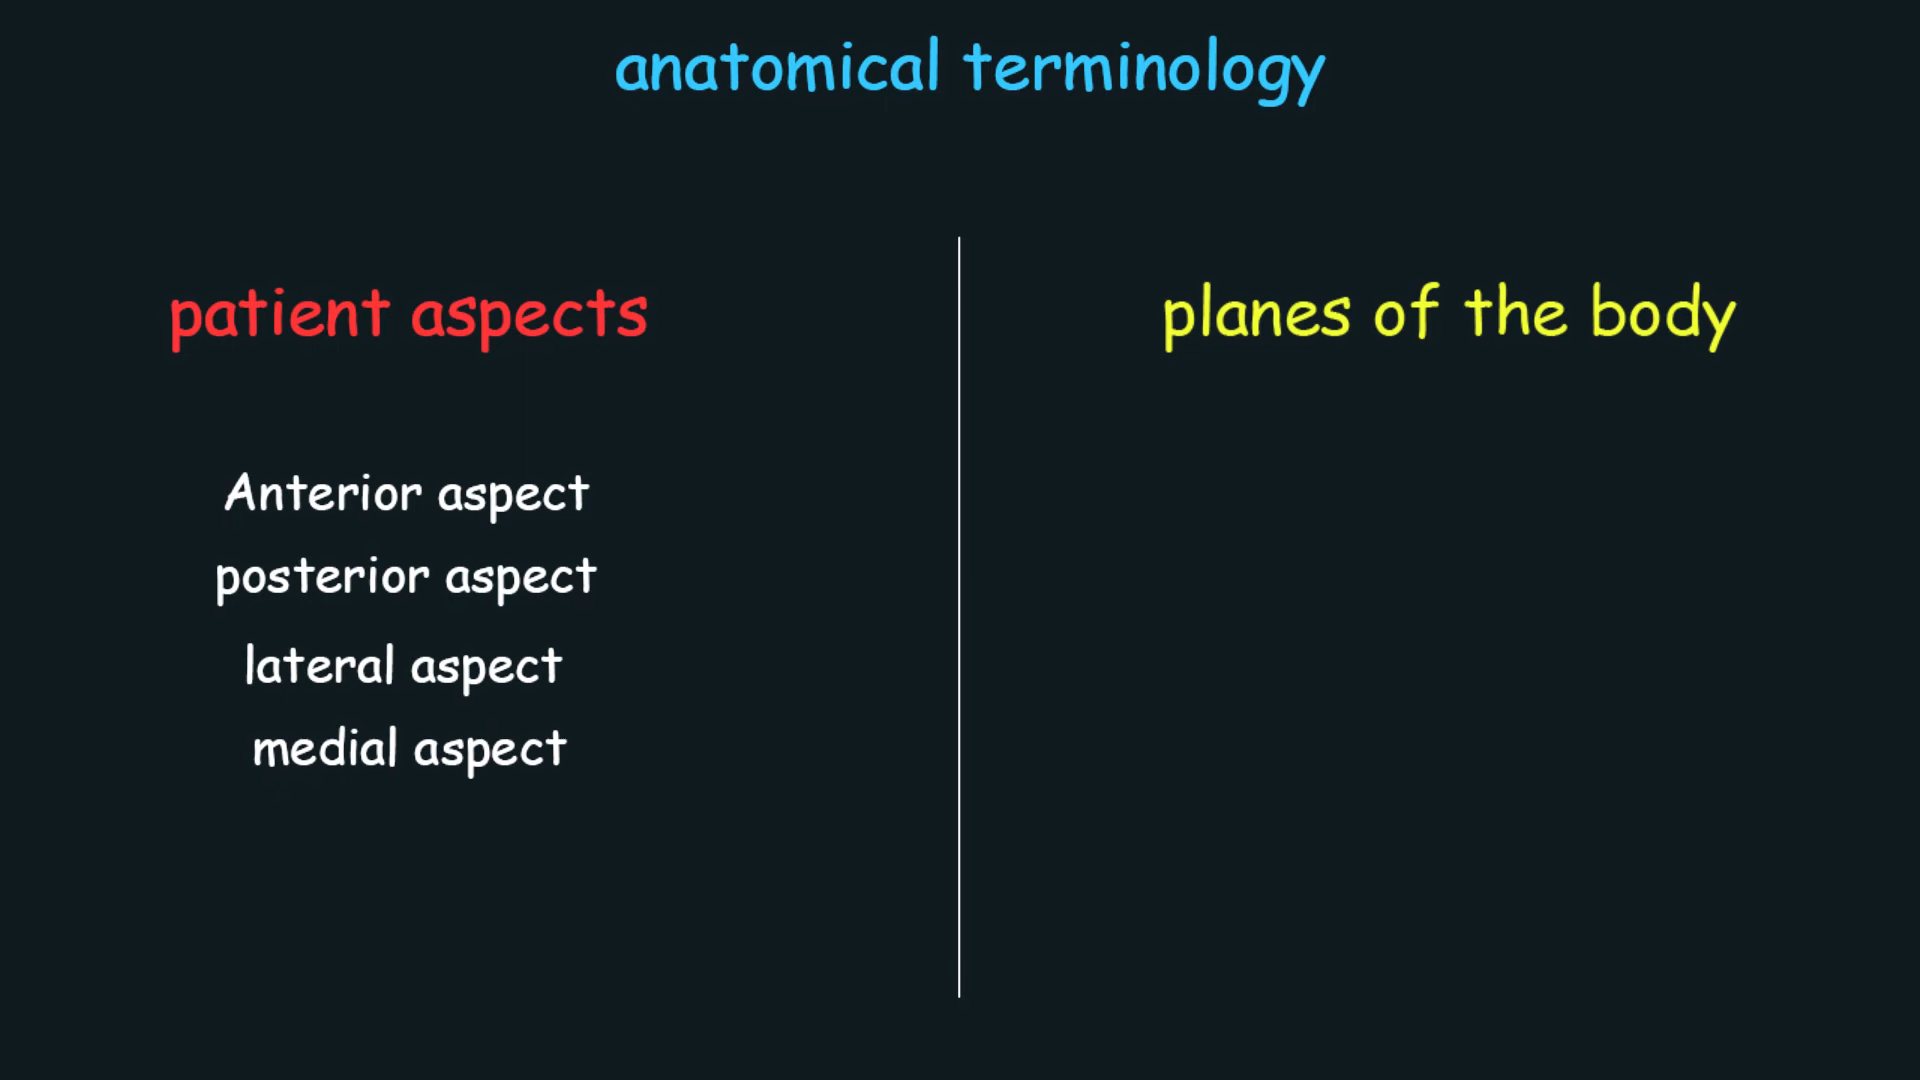 anatomical terminology
patient aspects
Anterior aspect
posterior aspect
lateral aspect
medial aspect
planes of the body